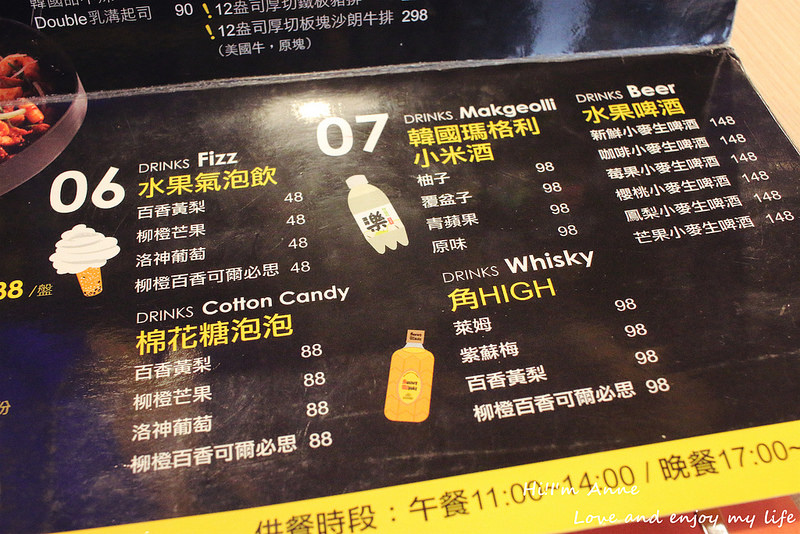 Double乳溝起司 90
!12盎司厚切板塊沙朗牛排 298
(美國牛,原塊)
06 DRINKS Fizz
水果氣泡飲
百香黃梨 48
柳橙芒果 48
洛神葡萄 48
柳橙百香可爾必思 48
DRINKS Cotton Candy
棉花糖泡泡
百香黃梨 88
柳橙芒果 88
洛神葡萄 88
柳橙百香可爾必思 88
07 DRINKS Makgeolli
韓國瑪格利
小米酒
柚子 98
覆盆子 98
青蘋果 98
原味 98
樂
DRINKS Whisky
角HIGH
萊姆 98
紫蘇梅 98
百香黃梨 98
柳橙百香可爾必思 98
DRINKS Beer
水果啤酒
新鮮小麥生啤酒 148
咖啡小麥生啤酒 148
莓果小麥生啤酒 148
櫻桃小麥生啤酒 148
鳳梨小麥生啤酒 148
芒果小麥生啤酒 148
88 /盤
份
供餐時段:午餐11:00~14:00 / 晚餐17:00~
Hi! I'm Anne
Love and enjoy my life